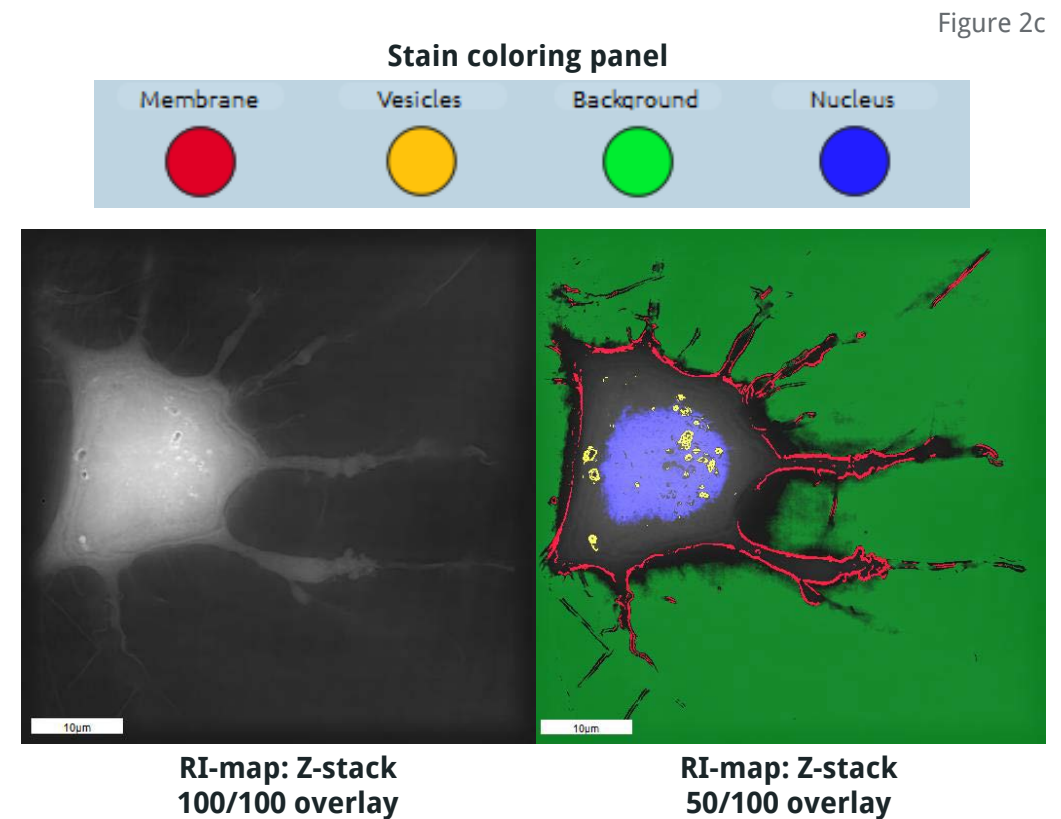 Figure 2c
Stain coloring panel
Membrane Vesicles Background Nucleus
10µm 10µm
RI-map: Z-stack RI-map: Z-stack
100/100 overlay 50/100 overlay